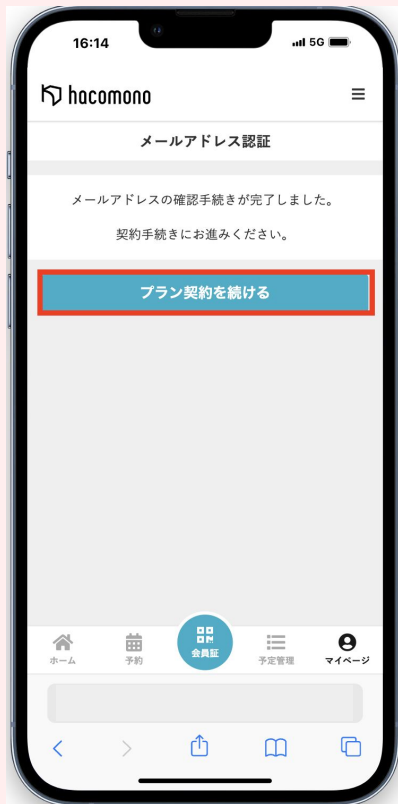 16:14
5G
hacomono
メールアドレス認証
メールアドレスの確認手続きが完了しました。
契約手続きにお進みください。
プラン契約を続ける
ホーム
予約
会員証
予定管理
マイページ